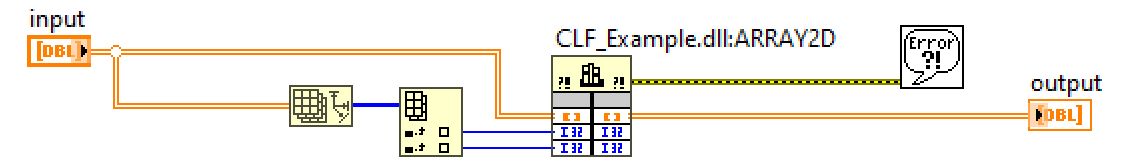 input
[DBL]
CLF_Example.dll:ARRAY2D
?!
?!
Error
?!
output
[DBL]
I32 I32
I32 I32